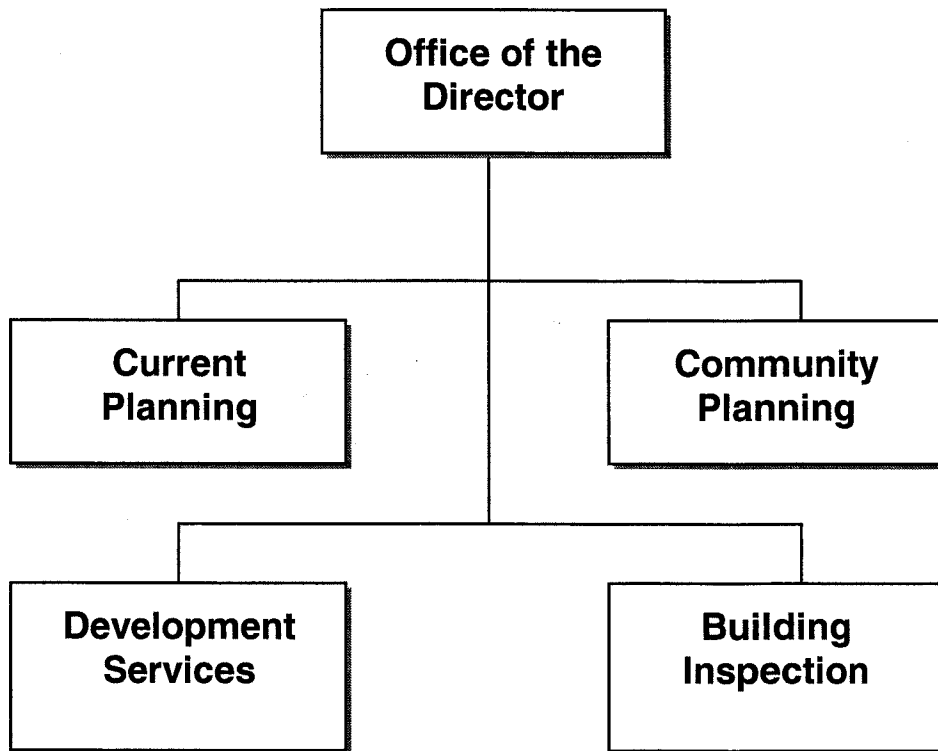 Office of the
Director
Current
Planning
Community
Planning
Development
Services
Building
Inspection